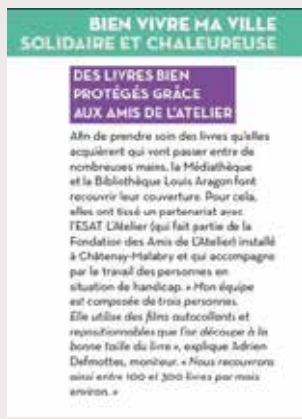 BIEN VIVRE MA VILLE
SOLIDAIRE ET CHALEUREUSE
DES LIVRES BIEN
PROTÉGÉS GRÂCE
AUX AMIS DE L'ATELIER
Afin de prendre soin des livres qu'elles
acquièrent et qui vont passer entre de
nombreuses mains, la Médiathèque
et la Bibliothèque Louis Aragon font
recouvrir leur couverture. Pour cela,
elles ont tissé un partenariat avec
l'ESAT L'Atelier (qui fait partie de la
Fondation des Amis de L'Atelier) installé
à Châtenay-Malabry et qui accompagne
par le travail des personnes en
situation de handicap. « Mon équipe
est composée de trois personnes.
Elle utilise des films autocollants et
repositionnables que l'on découpe à la
bonne taille du livre », explique Adrien
Defmottes, moniteur. « Nous recouvrons
ainsi entre 100 et 300 livres par mois
environ. »